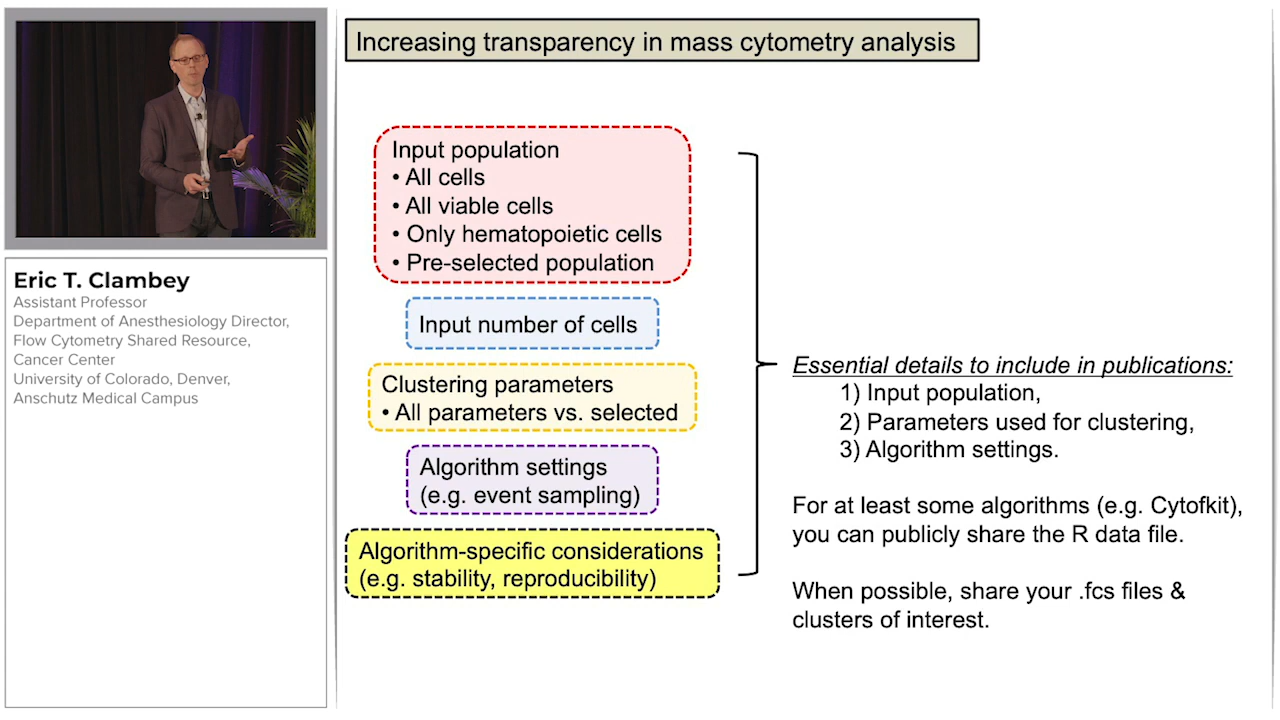 Increasing transparency in mass cytometry analysis
Eric T. Clambey
Assistant Professor
Department of Anesthesiology Director,
Flow Cytometry Shared Resource,
Cancer Center
University of Colorado, Denver,
Anschutz Medical Campus
Input population
• All cells
• All viable cells
• Only hematopoietic cells
• Pre-selected population
Input number of cells
Clustering parameters
• All parameters vs. selected
Algorithm settings
(e.g. event sampling)
Algorithm-specific considerations
(e.g. stability, reproducibility)
Essential details to include in publications:
1) Input population,
2) Parameters used for clustering,
3) Algorithm settings.
For at least some algorithms (e.g. Cytofkit),
you can publicly share the R data file.
When possible, share your .fcs files &
clusters of interest.